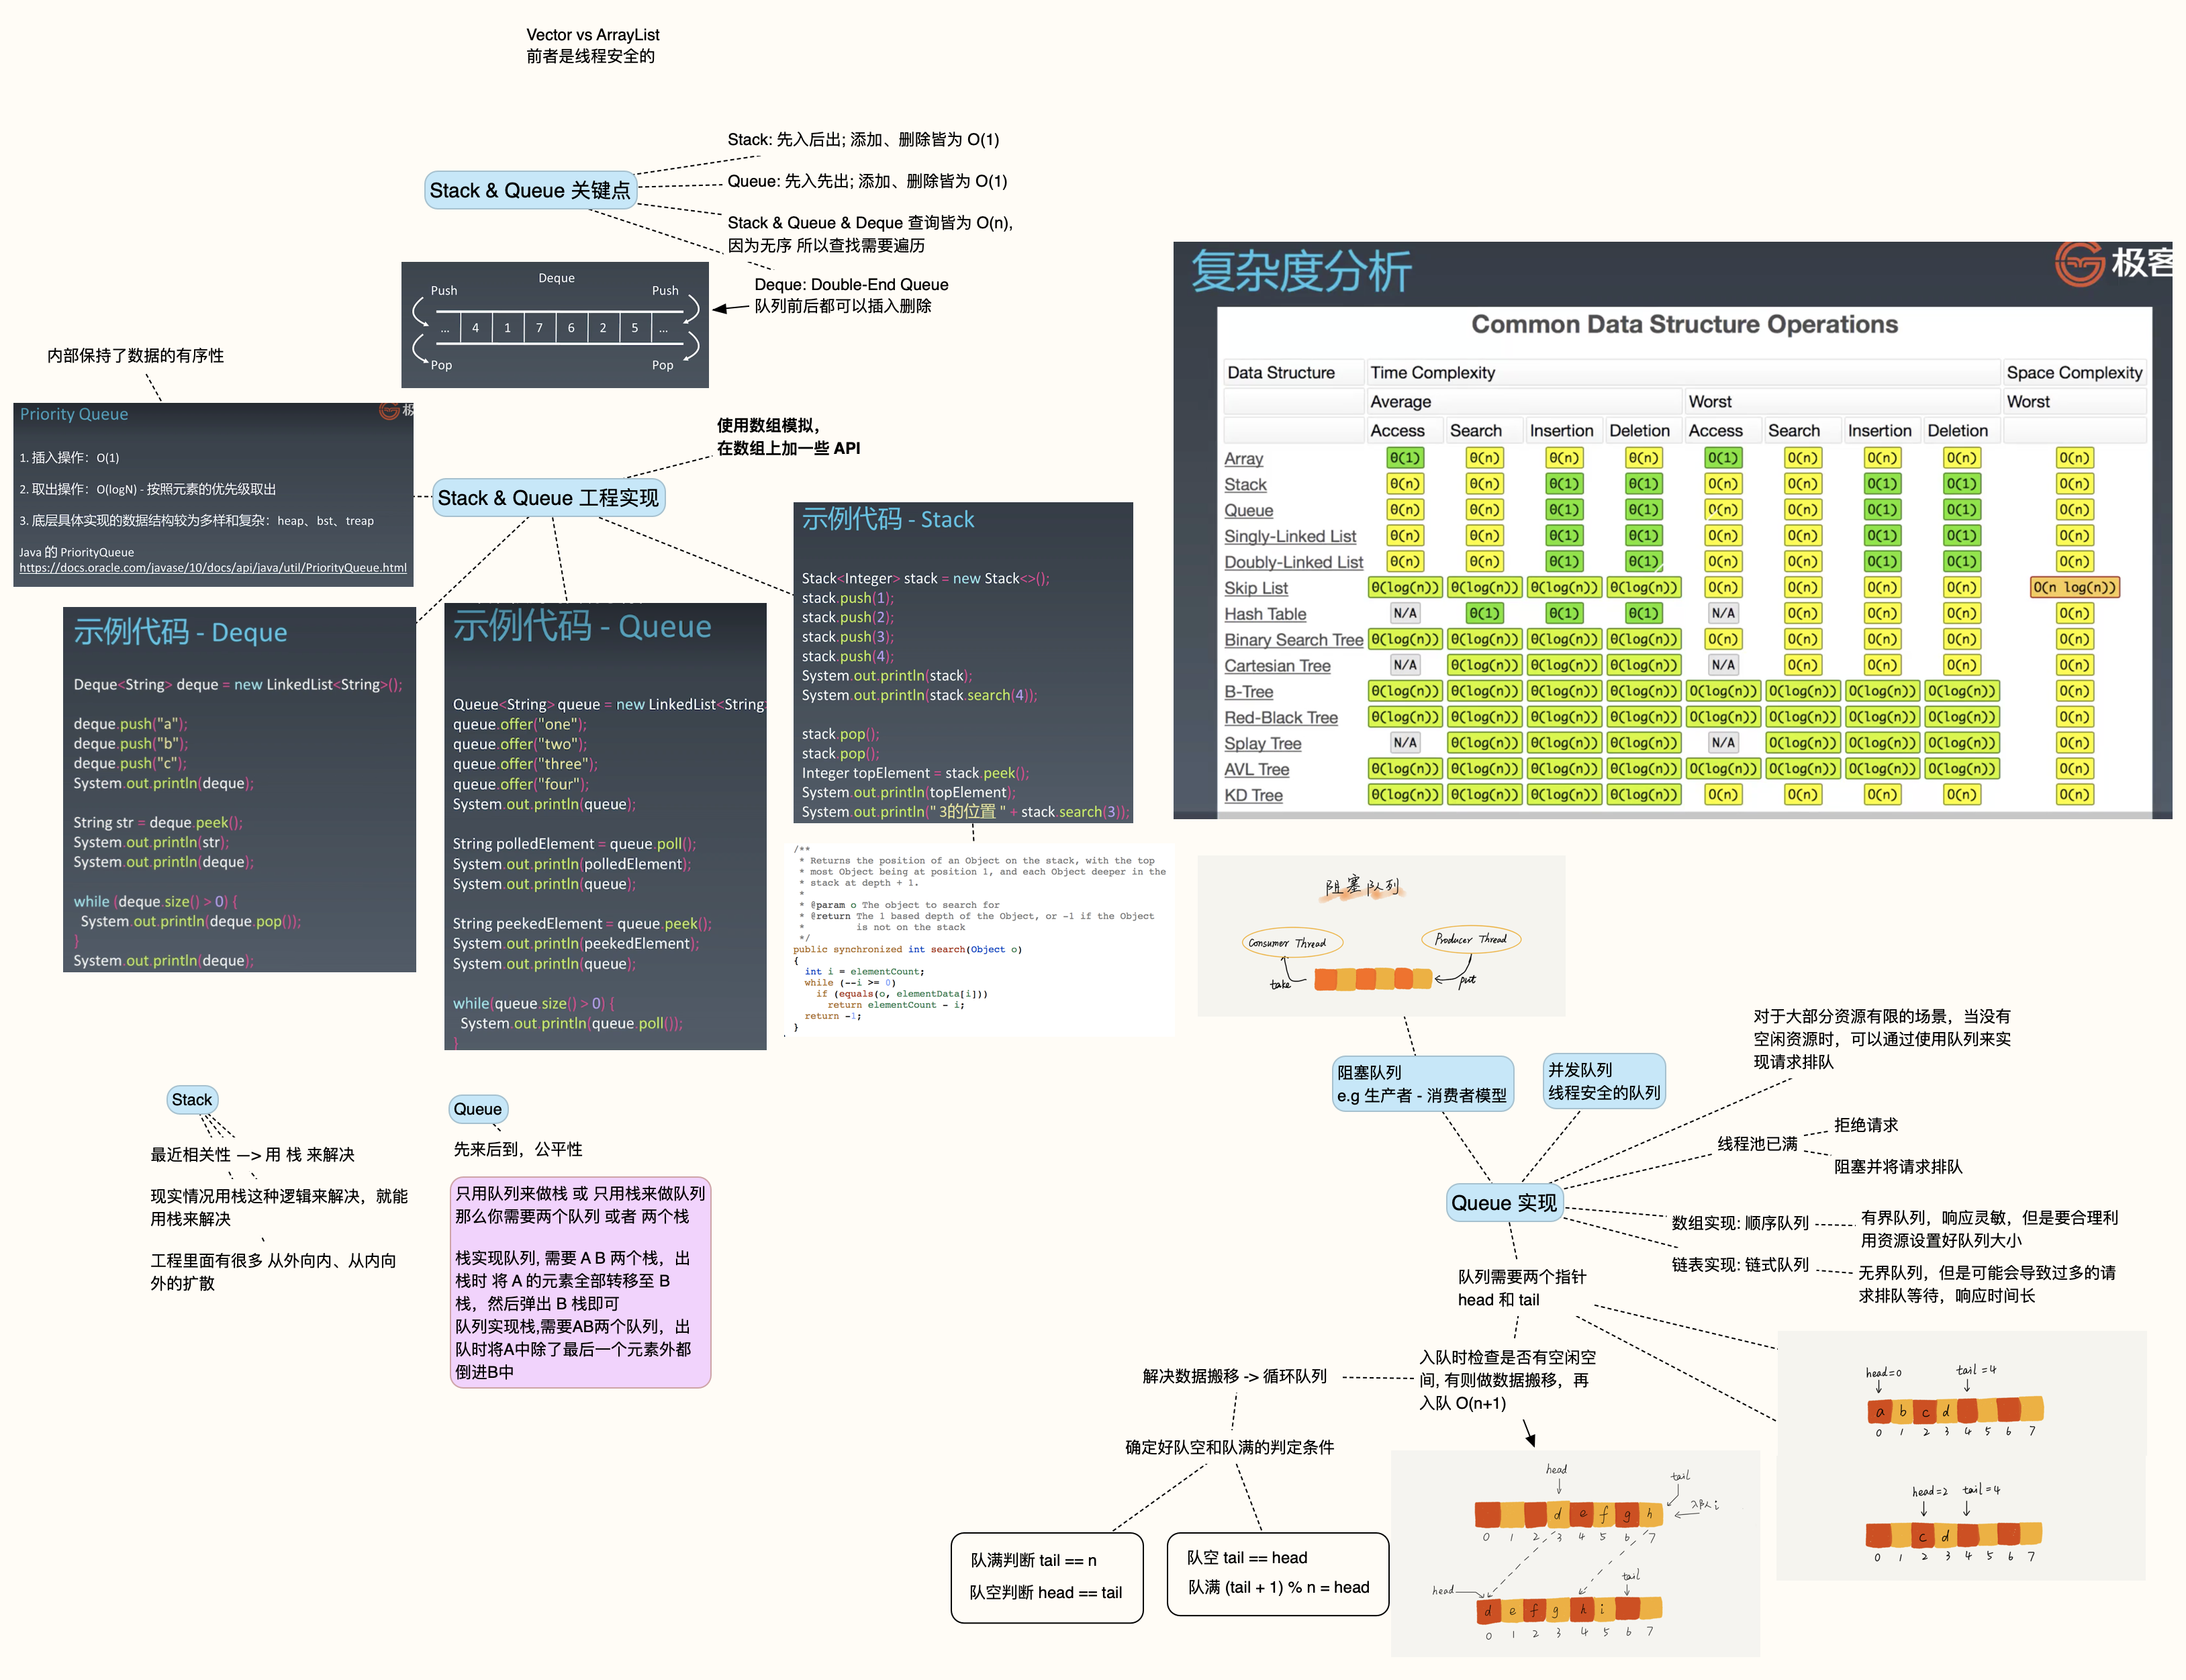 Vector vs ArrayList
前者是线程安全的
Stack & Queue 关键点
Stack: 先入后出; 添加、删除皆为 O(1)
Queue: 先入先出; 添加、删除皆为 O(1)
Stack & Queue & Deque 查询皆为 O(n),
因为无序 所以查找需要遍历
Deque: Double-End Queue
队列前后都可以插入删除
Deque
Push Push
... 4 1 7 6 2 5 ...
Pop Pop
内部保持了数据的有序性
Priority Queue
1. 插入操作：O(1)
2. 取出操作：O(logN) - 按照元素的优先级取出
3. 底层具体实现的数据结构较为多样和复杂：heap、bst、treap
Java 的 PriorityQueue
https://docs.oracle.com/javase/10/docs/api/java/util/PriorityQueue.html
使用数组模拟，
在数组上加一些 API
Stack & Queue 工程实现
示例代码 - Deque
Deque<String> deque = new LinkedList<String>();
deque.push("a");
deque.push("b");
deque.push("c");
System.out.println(deque);
String str = deque.peek();
System.out.println(str);
System.out.println(deque);
while (deque.size() > 0) {
System.out.println(deque.pop());
}
System.out.println(deque);
示例代码 - Queue
Queue<String> queue = new LinkedList<String
queue.offer("one");
queue.offer("two");
queue.offer("three");
queue.offer("four");
System.out.println(queue);
String polledElement = queue.poll();
System.out.println(polledElement);
System.out.println(queue);
String peekedElement = queue.peek();
System.out.println(peekedElement);
System.out.println(queue);
while(queue.size() > 0) {
System.out.println(queue.poll());
}
示例代码 - Stack
Stack<Integer> stack = new Stack<>();
stack.push(1);
stack.push(2);
stack.push(3);
stack.push(4);
System.out.println(stack);
System.out.println(stack.search(4));
stack.pop();
stack.pop();
Integer topElement = stack.peek();
System.out.println(topElement);
System.out.println(" 3的位置 " + stack.search(3));
/**
* Returns the position of an Object on the stack, with the top
* most Object being at position 1, and each Object deeper in the
* stack at depth + 1.
*
* @param o The object to search for
* @return The 1 based depth of the Object, or -1 if the Object
* is not on the stack
*/
public synchronized int search(Object o)
{
int i = elementCount;
while (--i >= 0)
if (equals(o, elementData[i]))
return elementCount - i;
return -1;
}
复杂度分析
极客
Common Data Structure Operations
Data Structure Time Complexity Space Complexity
Average Worst Worst
Access Search Insertion Deletion Access Search Insertion Deletion
Array Θ(1) Θ(n) Θ(n) Θ(n) O(1) O(n) O(n) O(n) O(n)
Stack Θ(n) Θ(n) Θ(1) Θ(1) O(n) O(n) O(1) O(1) O(n)
Queue Θ(n) Θ(n) Θ(1) Θ(1) O(n) O(n) O(1) O(1) O(n)
Singly-Linked List Θ(n) Θ(n) Θ(1) Θ(1) O(n) O(n) O(1) O(1) O(n)
Doubly-Linked List Θ(n) Θ(n) Θ(1) Θ(1) O(n) O(n) O(1) O(1) O(n)
Skip List Θ(log(n)) Θ(log(n)) Θ(log(n)) Θ(log(n)) O(n) O(n) O(n) O(n) O(n log(n))
Hash Table N/A Θ(1) Θ(1) Θ(1) N/A O(n) O(n) O(n) O(n)
Binary Search Tree Θ(log(n)) Θ(log(n)) Θ(log(n)) Θ(log(n)) O(n) O(n) O(n) O(n) O(n)
Cartesian Tree N/A Θ(log(n)) Θ(log(n)) Θ(log(n)) N/A O(n) O(n) O(n) O(n)
B-Tree Θ(log(n)) Θ(log(n)) Θ(log(n)) Θ(log(n)) O(log(n)) O(log(n)) O(log(n)) O(log(n)) O(n)
Red-Black Tree Θ(log(n)) Θ(log(n)) Θ(log(n)) Θ(log(n)) O(log(n)) O(log(n)) O(log(n)) O(log(n)) O(n)
Splay Tree N/A Θ(log(n)) Θ(log(n)) Θ(log(n)) N/A O(log(n)) O(log(n)) O(log(n)) O(n)
AVL Tree Θ(log(n)) Θ(log(n)) Θ(log(n)) Θ(log(n)) O(log(n)) O(log(n)) O(log(n)) O(log(n)) O(n)
KD Tree Θ(log(n)) Θ(log(n)) Θ(log(n)) Θ(log(n)) O(n) O(n) O(n) O(n) O(n)
Stack
最近相关性 —> 用 栈 来解决
现实情况用栈这种逻辑来解决，就能
用栈来解决
工程里面有很多 从外向内、从内向
外的扩散
Queue
先来后到，公平性
只用队列来做栈 或 只用栈来做队列
那么你需要两个队列 或者 两个栈
栈实现队列, 需要 A B 两个栈，出
栈时 将 A 的元素全部转移至 B
栈，然后弹出 B 栈即可
队列实现栈,需要AB两个队列，出
队时将A中除了最后一个元素外都
倒进B中
阻塞队列
Consumer Thread Producer Thread
take put
阻塞队列
e.g 生产者 - 消费者模型
并发队列
线程安全的队列
对于大部分资源有限的场景，当没有
空闲资源时，可以通过使用队列来实
现请求排队
线程池已满
拒绝请求
阻塞并将请求排队
Queue 实现
数组实现: 顺序队列
有界队列，响应灵敏，但是要合理利
用资源设置好队列大小
链表实现: 链式队列
无界队列，但是可能会导致过多的请
求排队等待，响应时间长
队列需要两个指针
head 和 tail
入队时检查是否有空闲空
间, 有则做数据搬移，再
入队 O(n+1)
解决数据搬移 -> 循环队列
确定好队空和队满的判定条件
队满判断 tail == n
队空判断 head == tail
队空 tail == head
队满 (tail + 1) % n = head
head=0 tail=4
a b c d
0 1 2 3 4 5 6 7
head=2 tail=4
c d
0 1 2 3 4 5 6 7
head tail
入队 i
d e f g h
0 1 2 3 4 5 6 7
head tail
d e f g h i
0 1 2 3 4 5 6 7